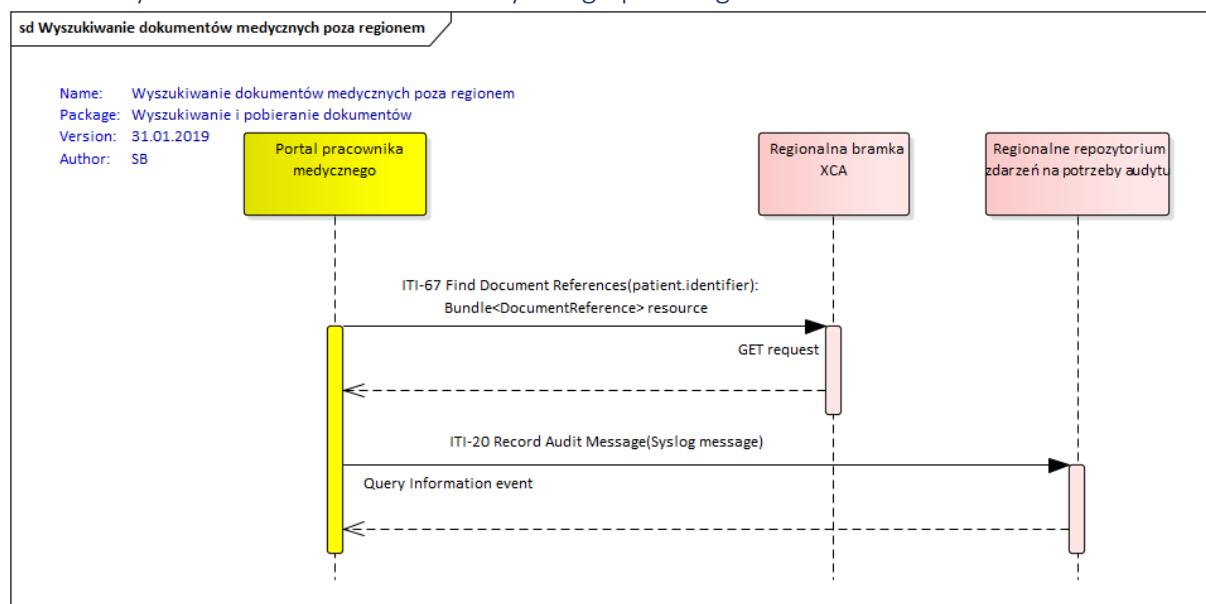 sd Wyszukiwanie dokumentów medycznych poza regionem
Name: Wyszukiwanie dokumentów medycznych poza regionem
Package: Wyszukiwanie i pobieranie dokumentów
Version: 31.01.2019
Author: SB
Portal pracownika
medycznego
Regionalna bramka
XCA
Regionalne repozytorium
zdarzeń na potrzeby audytu
ITI-67 Find Document References(patient.identifier):
Bundle<DocumentReference> resource
GET request
ITI-20 Record Audit Message(Syslog message)
Query Information event